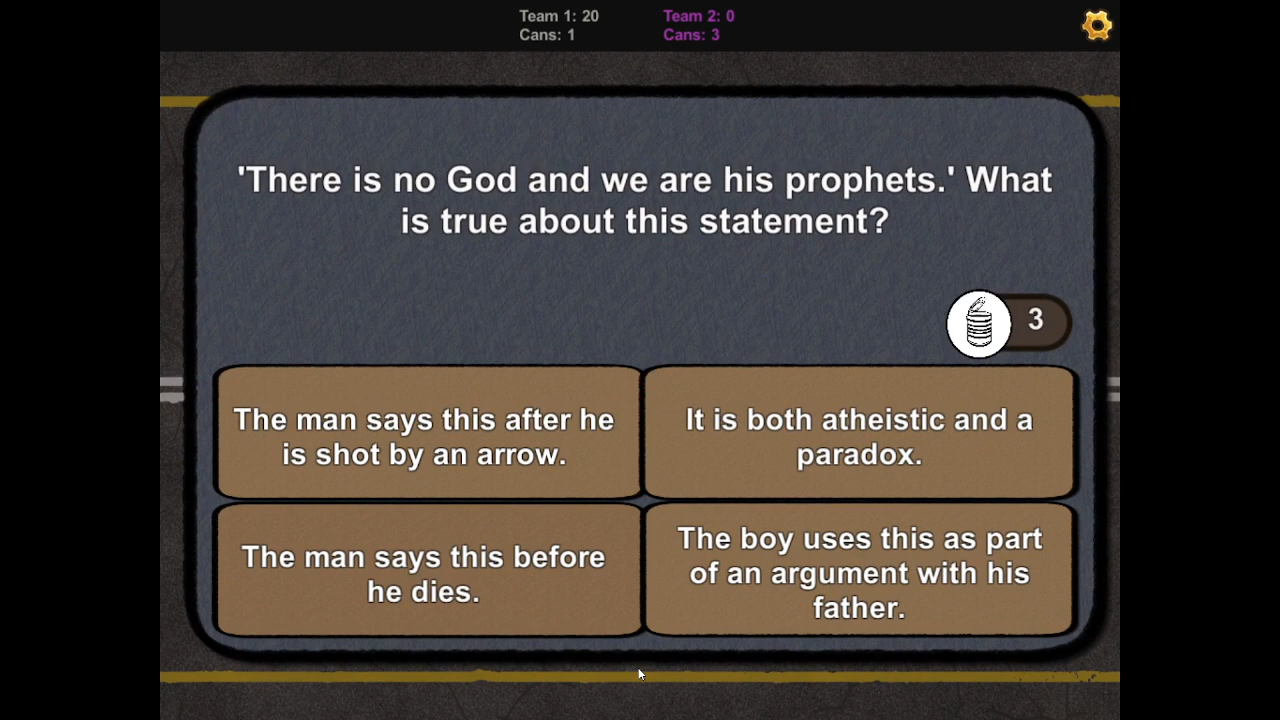 Team 1: 20
Cans: 1
Team 2: 0
Cans: 3
'There is no God and we are his prophets.' What
is true about this statement?
3
The man says this after he
is shot by an arrow.
It is both atheistic and a
paradox.
The man says this before
he dies.
The boy uses this as part
of an argument with his
father.